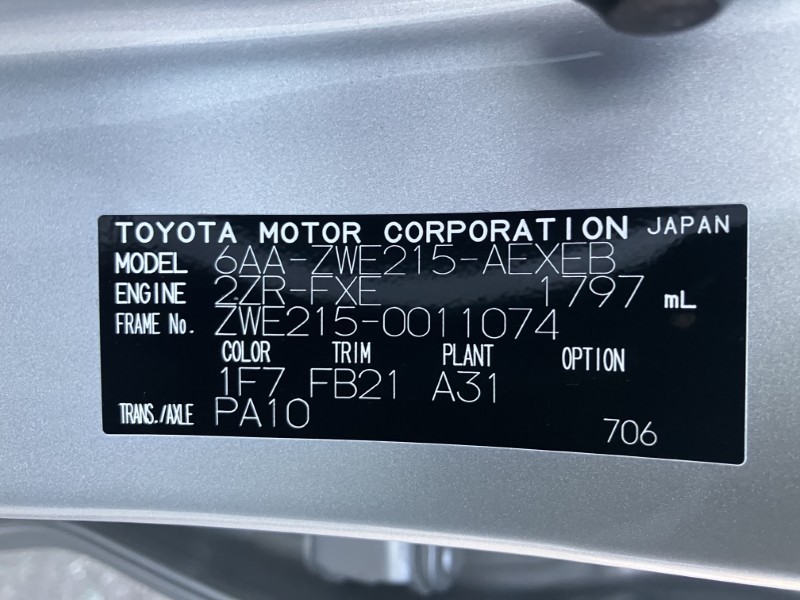 TOYOTA MOTOR CORPORATION JAPAN
MODEL 6AA-ZWE215-AEXEB
ENGINE 2ZR-FXE 1797 mL
FRAME No. ZWE215-0011074
COLOR TRIM PLANT OPTION
1F7 FB21 A31
TRANS./AXLE PA10
706